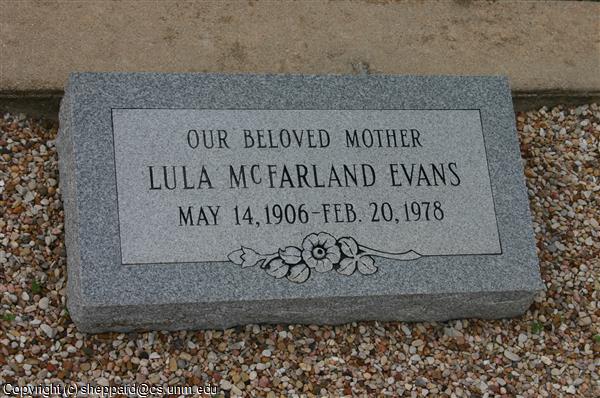 OUR BELOVED MOTHER
LULA McFARLAND EVANS
MAY 14, 1906-FEB. 20, 1978
Copyright (c) sheppard@cs.unm.edu